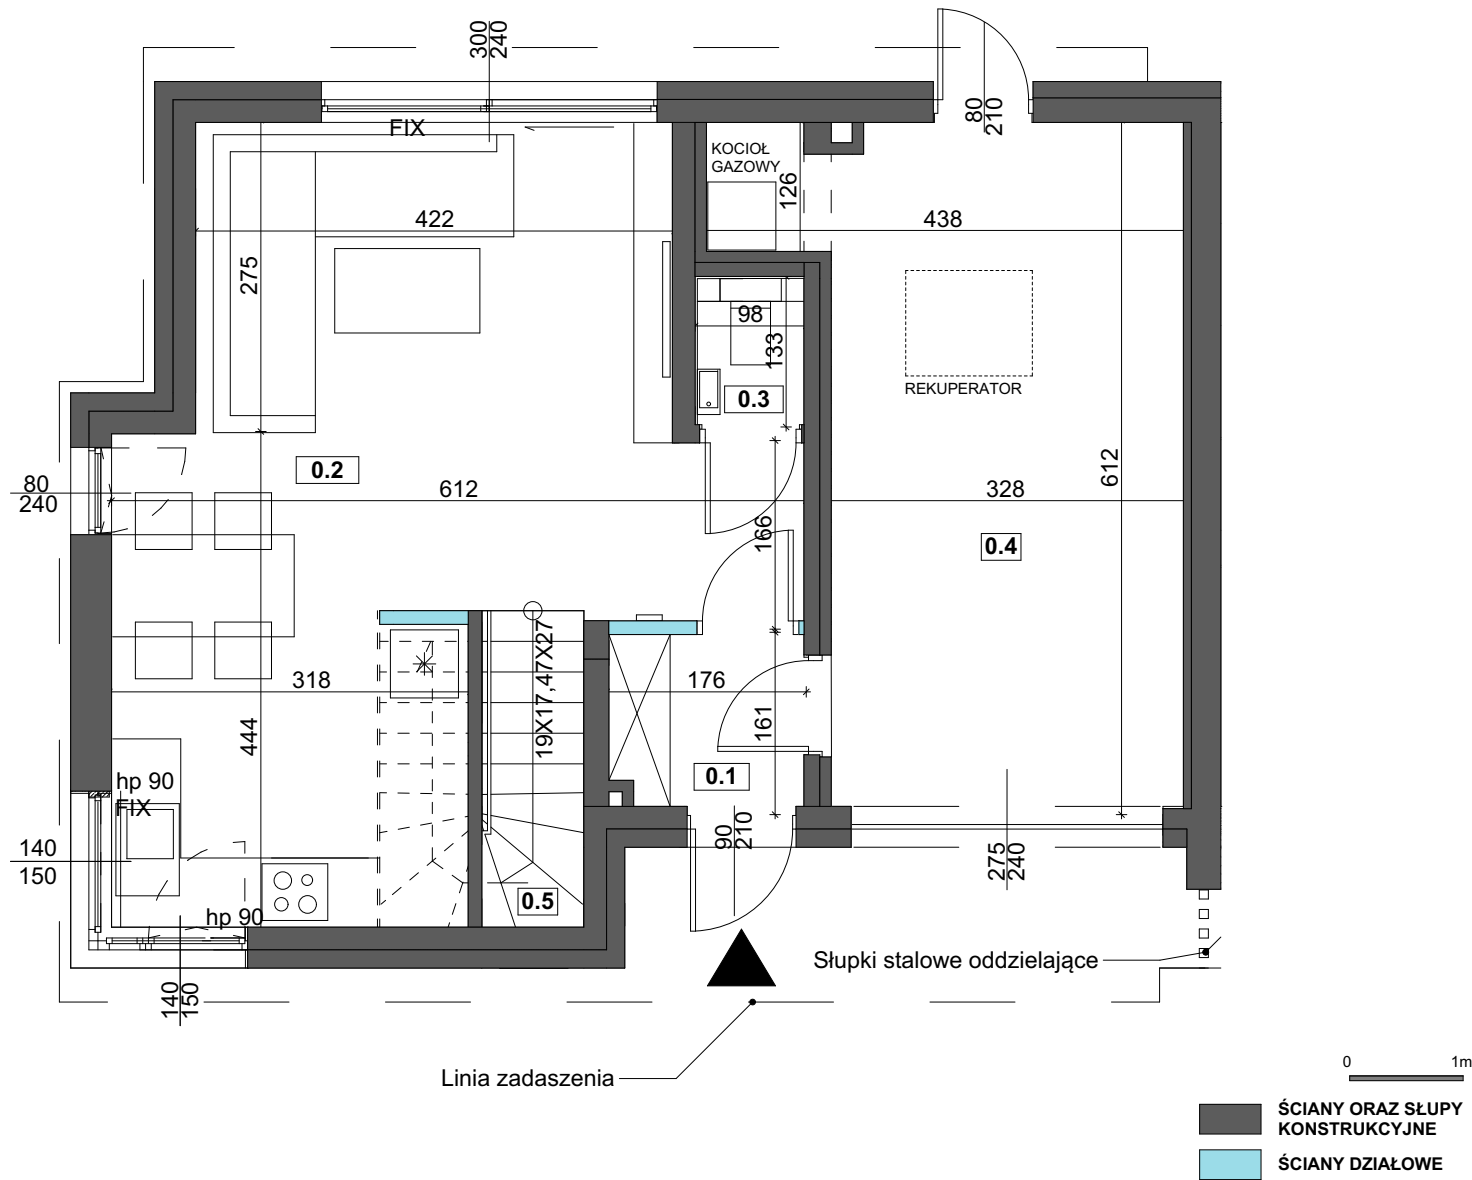 300
240
FIX
80
210
KOCIOŁ
GAZOWY
126
422
438
275
98
133
REKUPERATOR
0.3
0.2
80
240
612
328
612
166
0.4
19X17,47X27
318
176
444
161
0.1
hp 90
FIX
90
210
140
150
275
240
0.5
hp 90
Słupki stalowe oddzielające
140
150
Linia zadaszenia
0 1m
ŚCIANY ORAZ SŁUPY
KONSTRUKCYJNE
ŚCIANY DZIAŁOWE